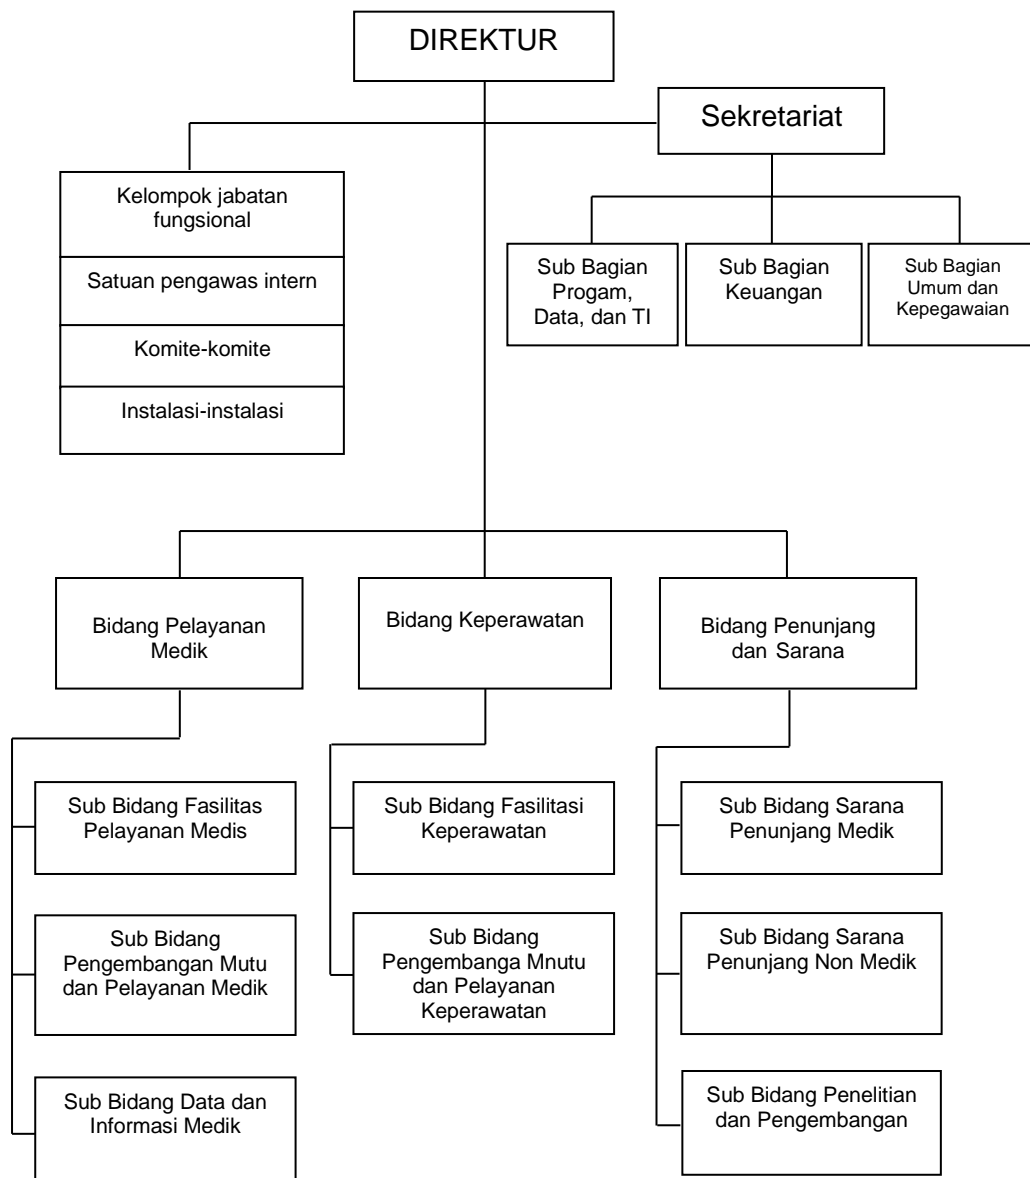 DIREKTUR
Sekretariat
Kelompok jabatan
fungsional
Satuan pengawas intern
Komite-komite
Instalasi-instalasi
Sub Bagian
Progam,
Data, dan TI
Sub Bagian
Keuangan
Sub Bagian
Umum dan
Kepegawaian
Bidang Pelayanan
Medik
Bidang Keperawatan
Bidang Penunjang
dan Sarana
Sub Bidang Fasilitas
Pelayanan Medis
Sub Bidang Fasilitasi
Keperawatan
Sub Bidang Sarana
Penunjang Medik
Sub Bidang
Pengembangan Mutu
dan Pelayanan Medik
Sub Bidang
Pengembanga Mnutu
dan Pelayanan
Keperawatan
Sub Bidang Sarana
Penunjang Non Medik
Sub Bidang Data dan
Informasi Medik
Sub Bidang Penelitian
dan Pengembangan